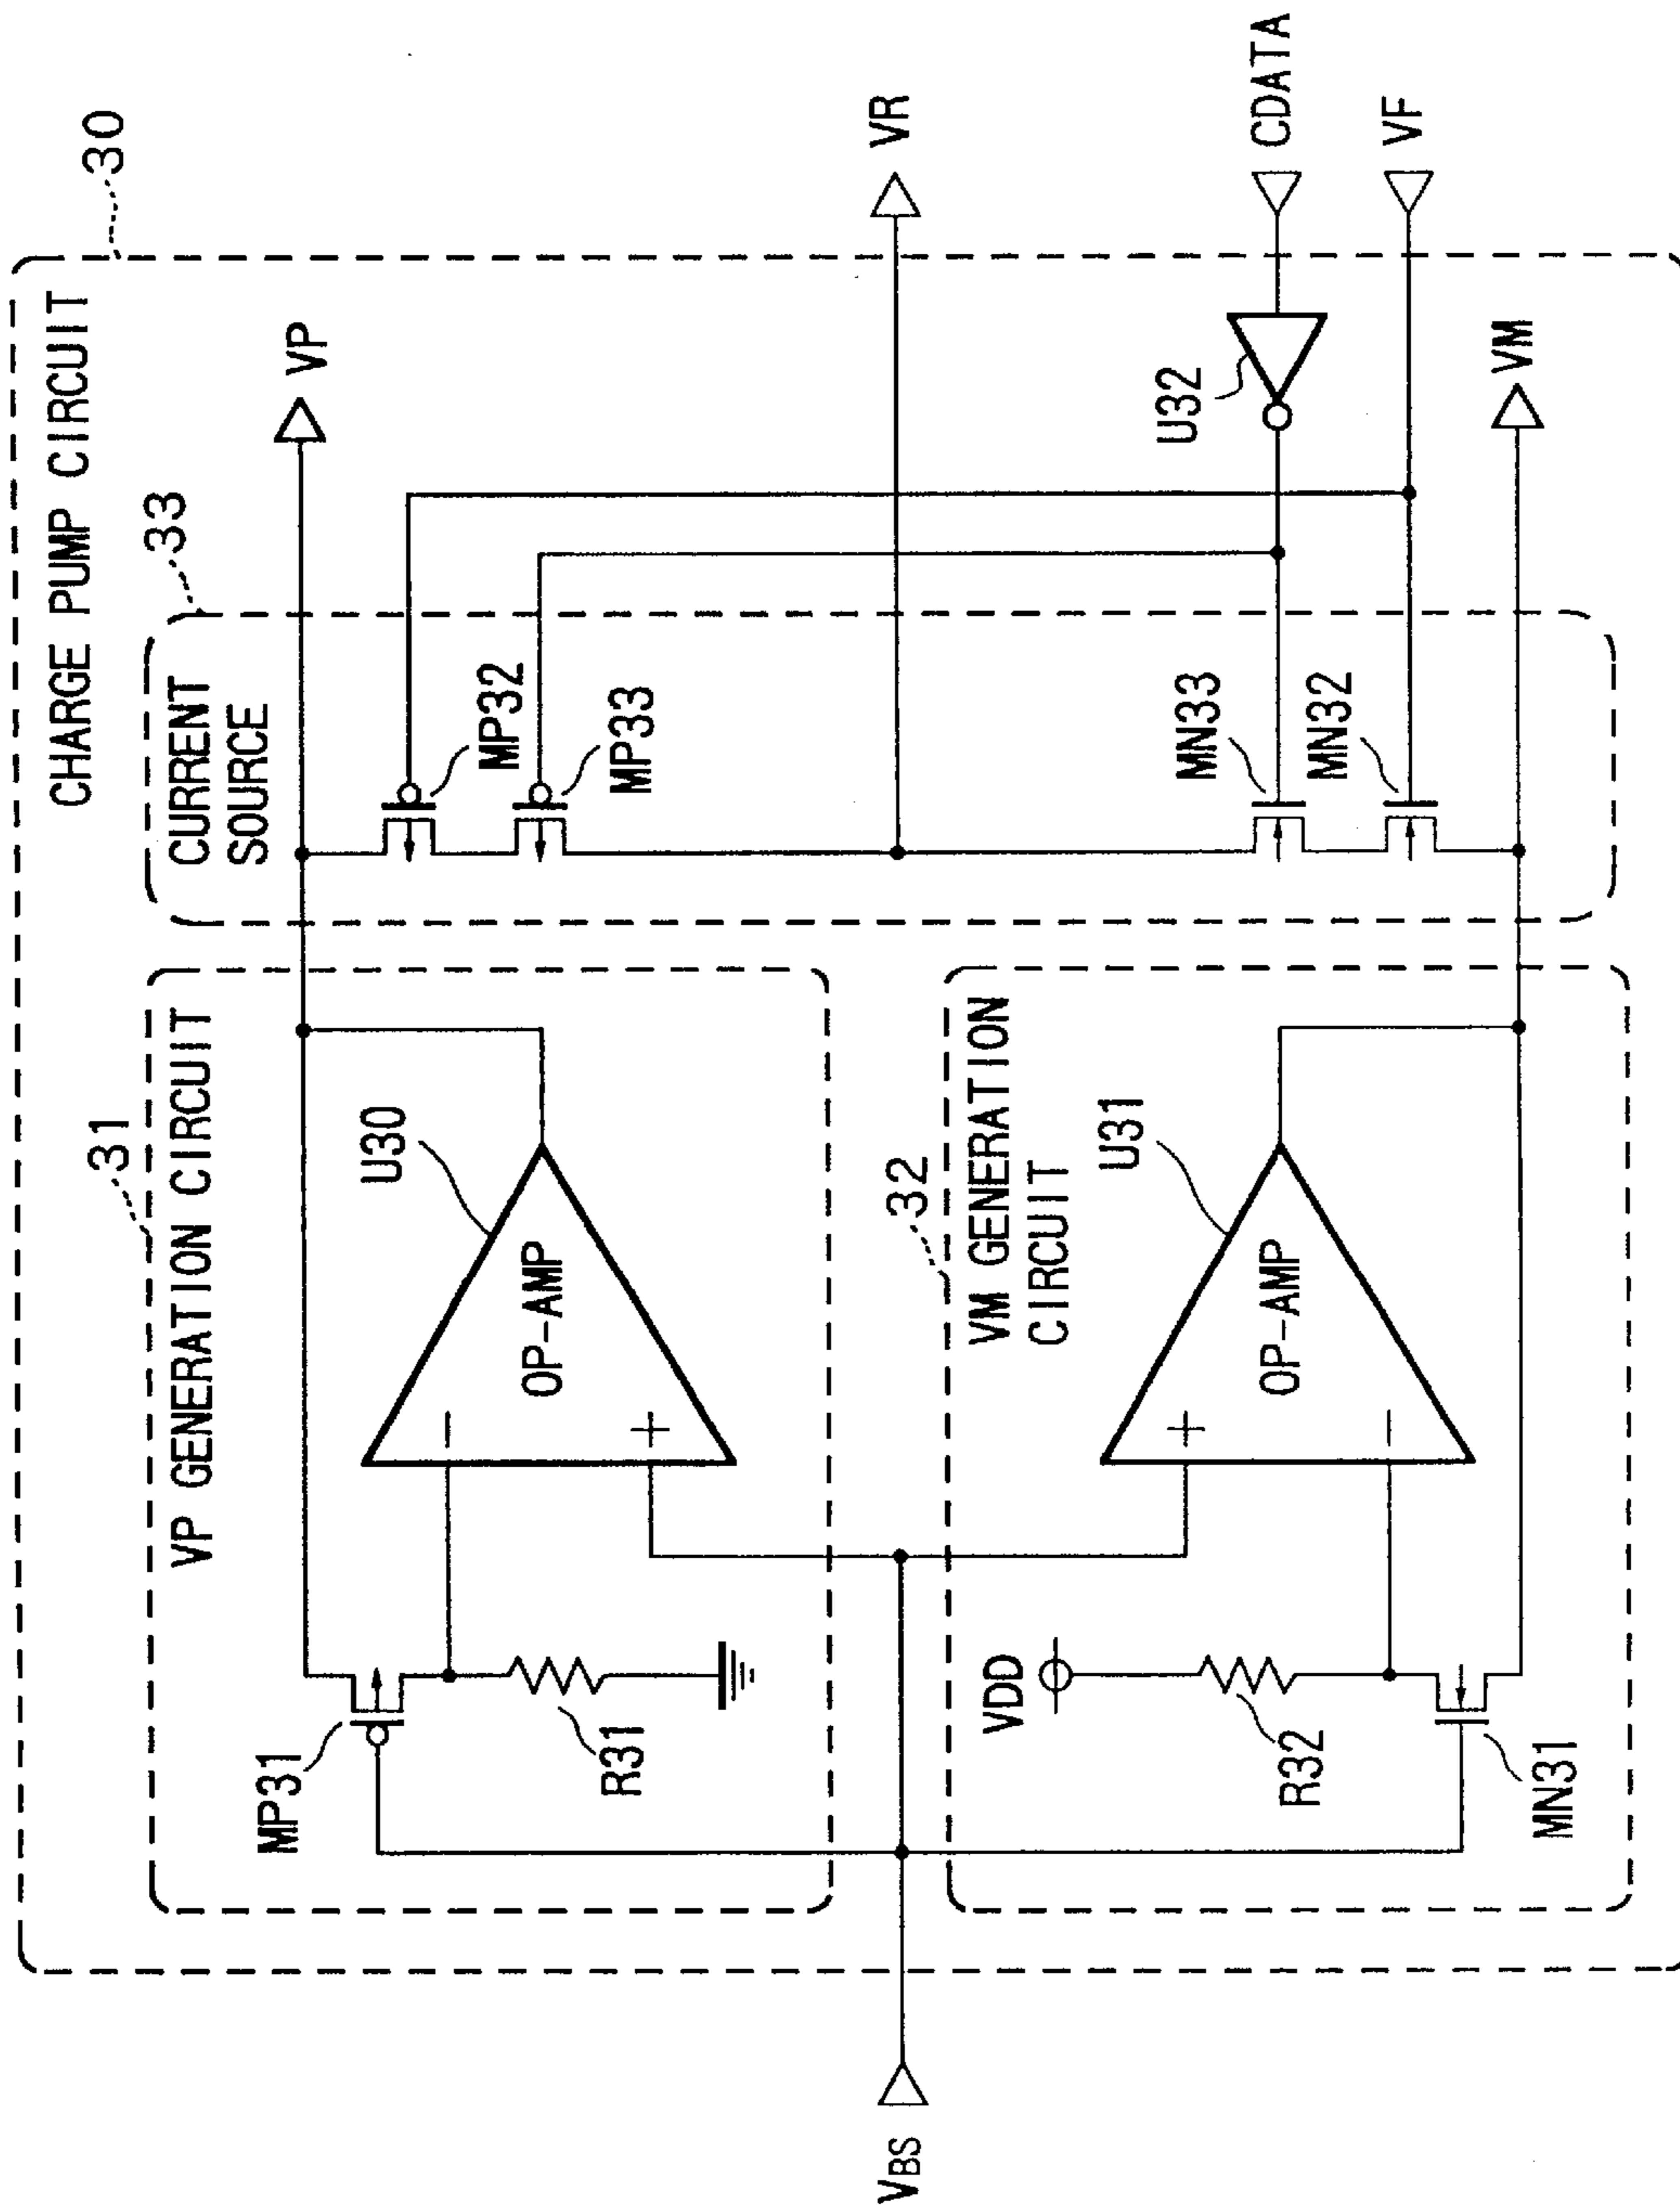 30
CHARGE PUMP CIRCUIT
31
VP GENERATION CIRCUIT
MP31
R31
U30
OP-AMP
−
+
33
CURRENT
SOURCE
MP32
MP33
VP
VR
VBS
32
VM GENERATION
CIRCUIT
VDD
R32
MN31
U31
OP-AMP
+
−
MN33
MN32
U32
CDATA
VF
VM